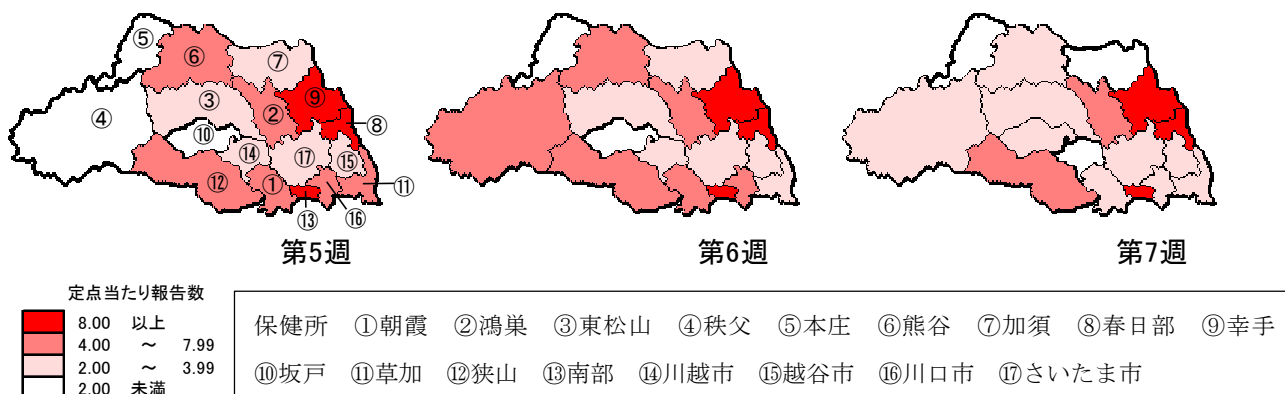 ⑤
⑥
⑦
④
③
②
⑨
⑩
⑧
⑭
⑰
⑮
⑫
①
⑪
⑬
⑯
第5週
第6週
第7週
定点当たり報告数
8.00 以上
4.00 ～ 7.99
2.00 ～ 3.99
2.00 未満
保健所 ①朝霞 ②鴻巣 ③東松山 ④秩父 ⑤本庄 ⑥熊谷 ⑦加須 ⑧春日部 ⑨幸手
⑩坂戸 ⑪草加 ⑫狭山 ⑬南部 ⑭川越市 ⑮越谷市 ⑯川口市 ⑰さいたま市